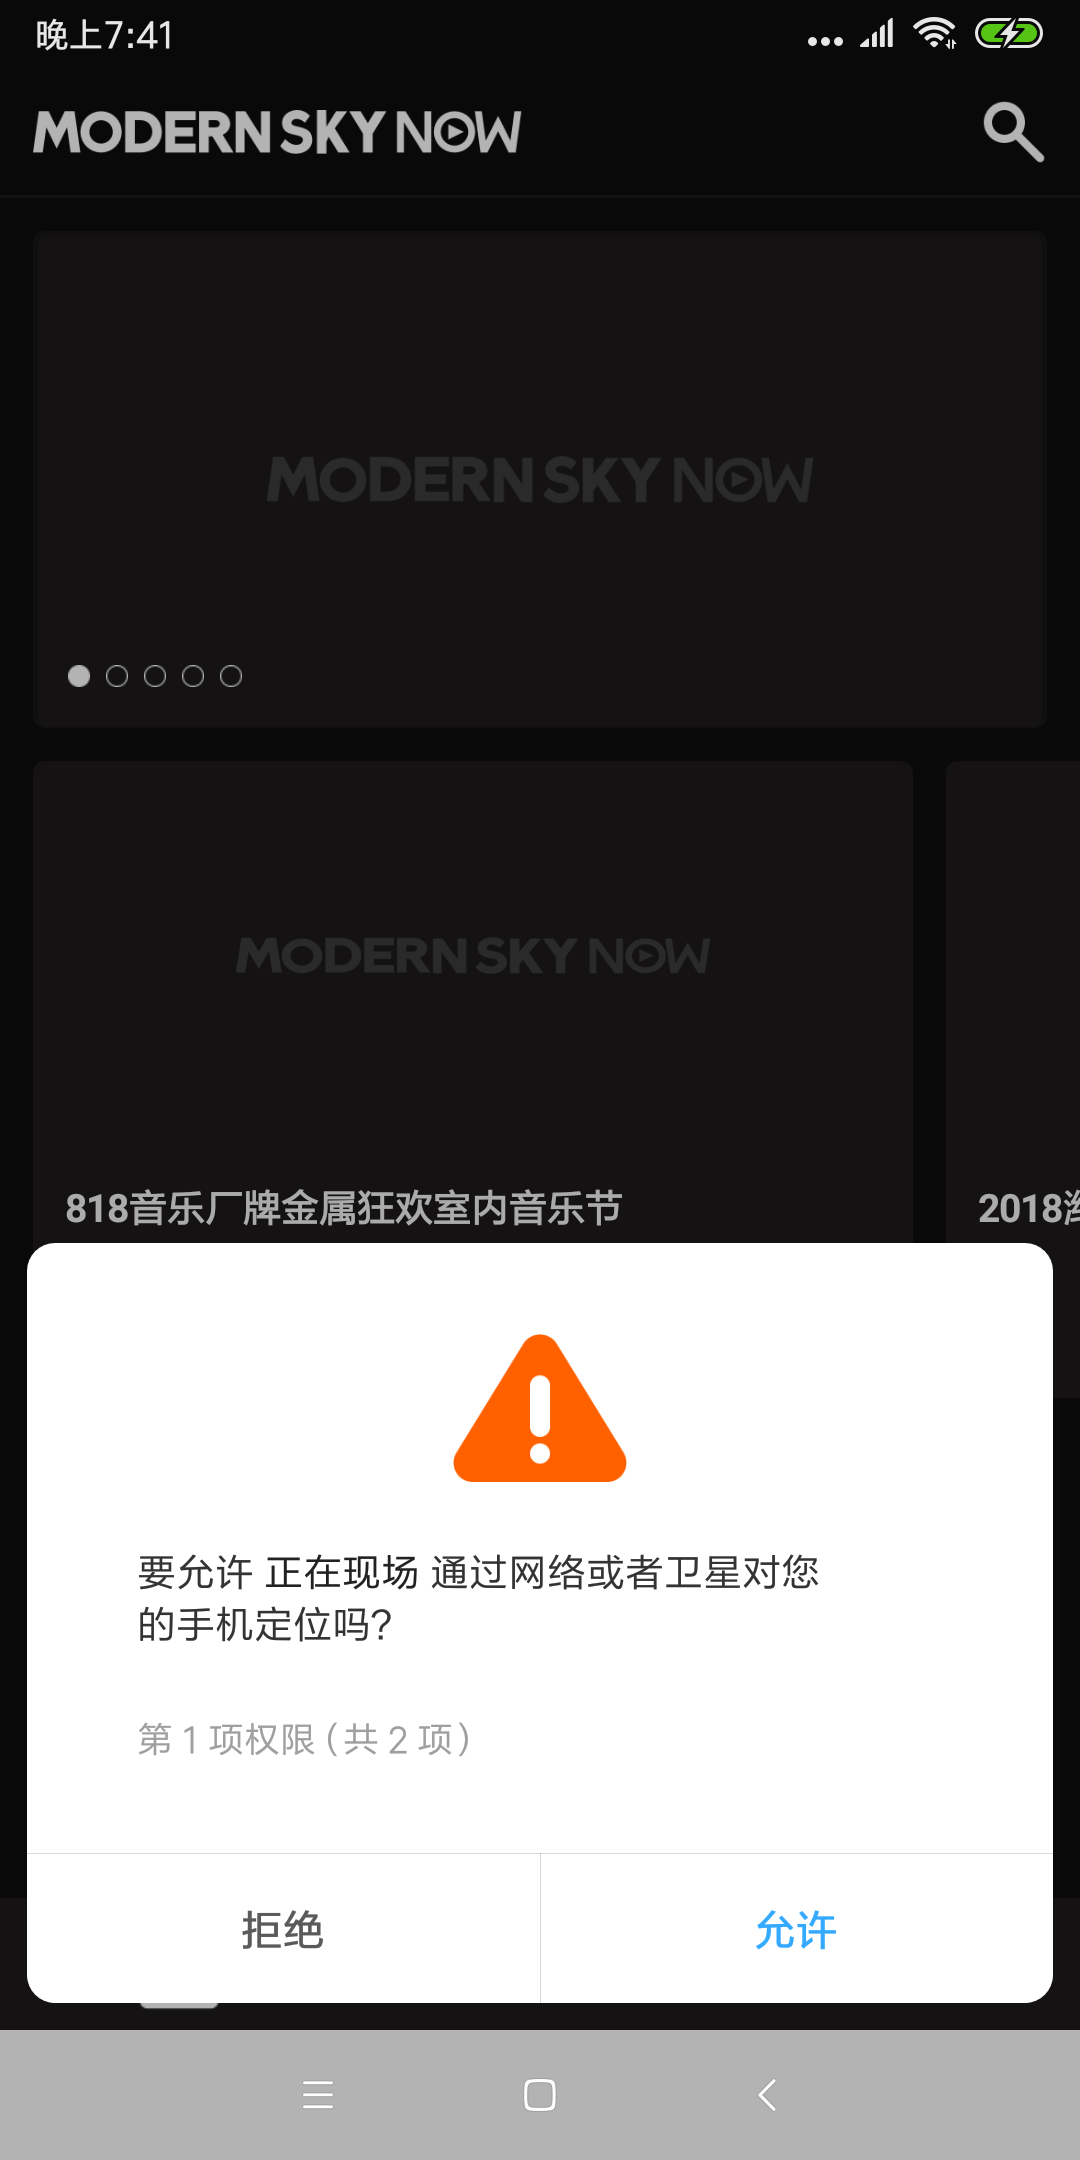 晚上7:41
MODERN SKY NOW
MODERN SKY NOW
MODERN SKY NOW
818音乐厂牌金属狂欢室内音乐节
2018
要允许 正在现场 通过网络或者卫星对您
的手机定位吗?
第 1 项权限 (共 2 项)
拒绝
允许